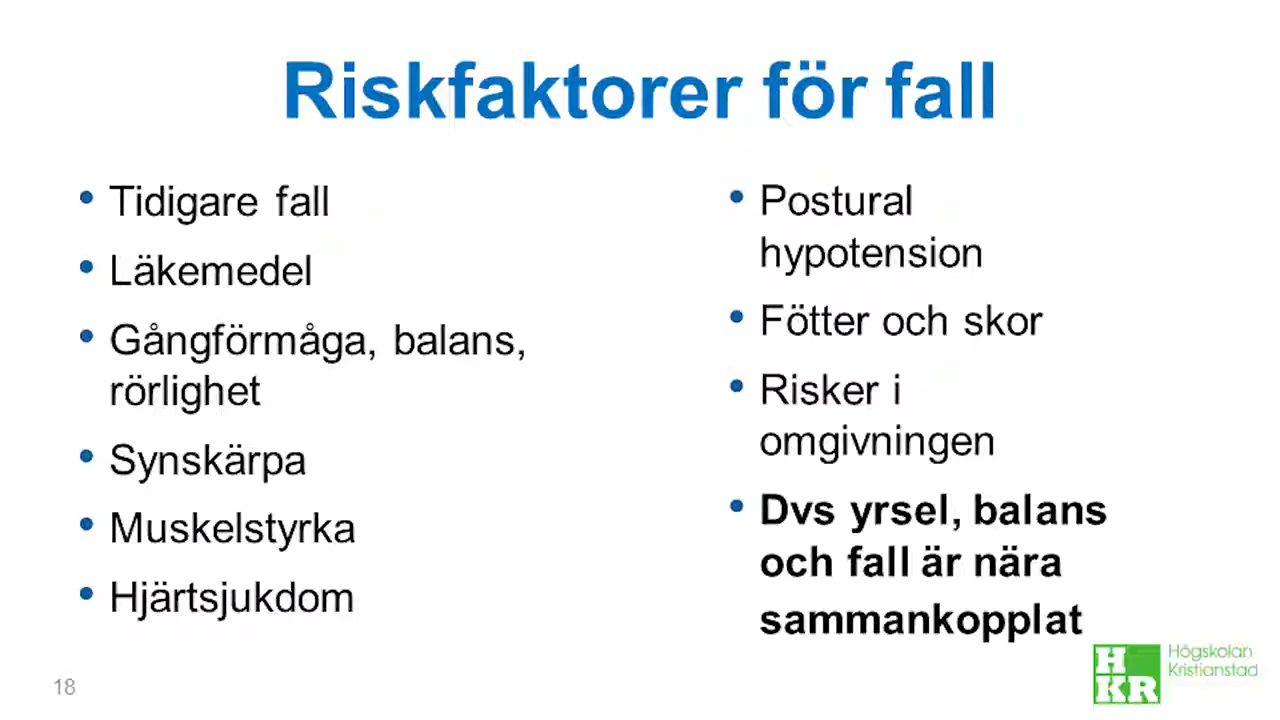 Riskfaktorer för fall
Tidigare fall
Läkemedel
Gångförmåga, balans,
rörlighet
Synskärpa
Muskelstyrka
Hjärtsjukdom
Postural
hypotension
Fötter och skor
Risker i
omgivningen
Dvs yrsel, balans
och fall är nära
sammankopplat
18
H
KR
Högskolan
Kristianstad